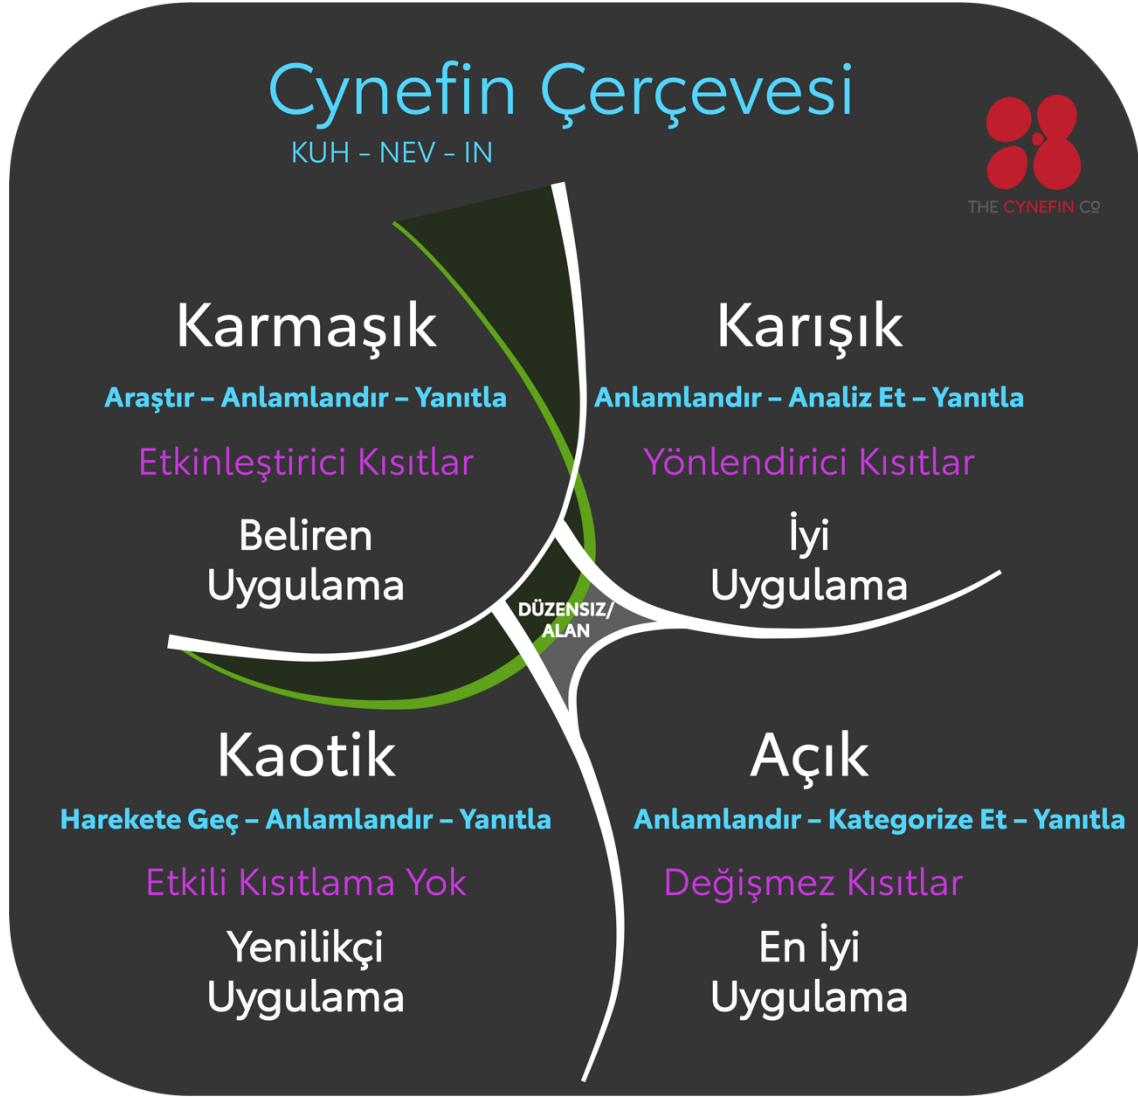 Cynefin Çerçevesi
KUH - NEV - IN
THE CYNEFIN CO
Karmaşık
Araştır – Anlamlandır – Yanıtla
Etkinleştirici Kısıtlar
Beliren
Uygulama
Karışık
Anlamlandır – Analiz Et – Yanıtla
Yönlendirici Kısıtlar
İyi
Uygulama
DÜZENSIZ/
ALAN
Kaotik
Harekete Geç – Anlamlandır – Yanıtla
Etkili Kısıtlama Yok
Yenilikçi
Uygulama
Açık
Anlamlandır – Kategorize Et – Yanıtla
Değişmez Kısıtlar
En İyi
Uygulama